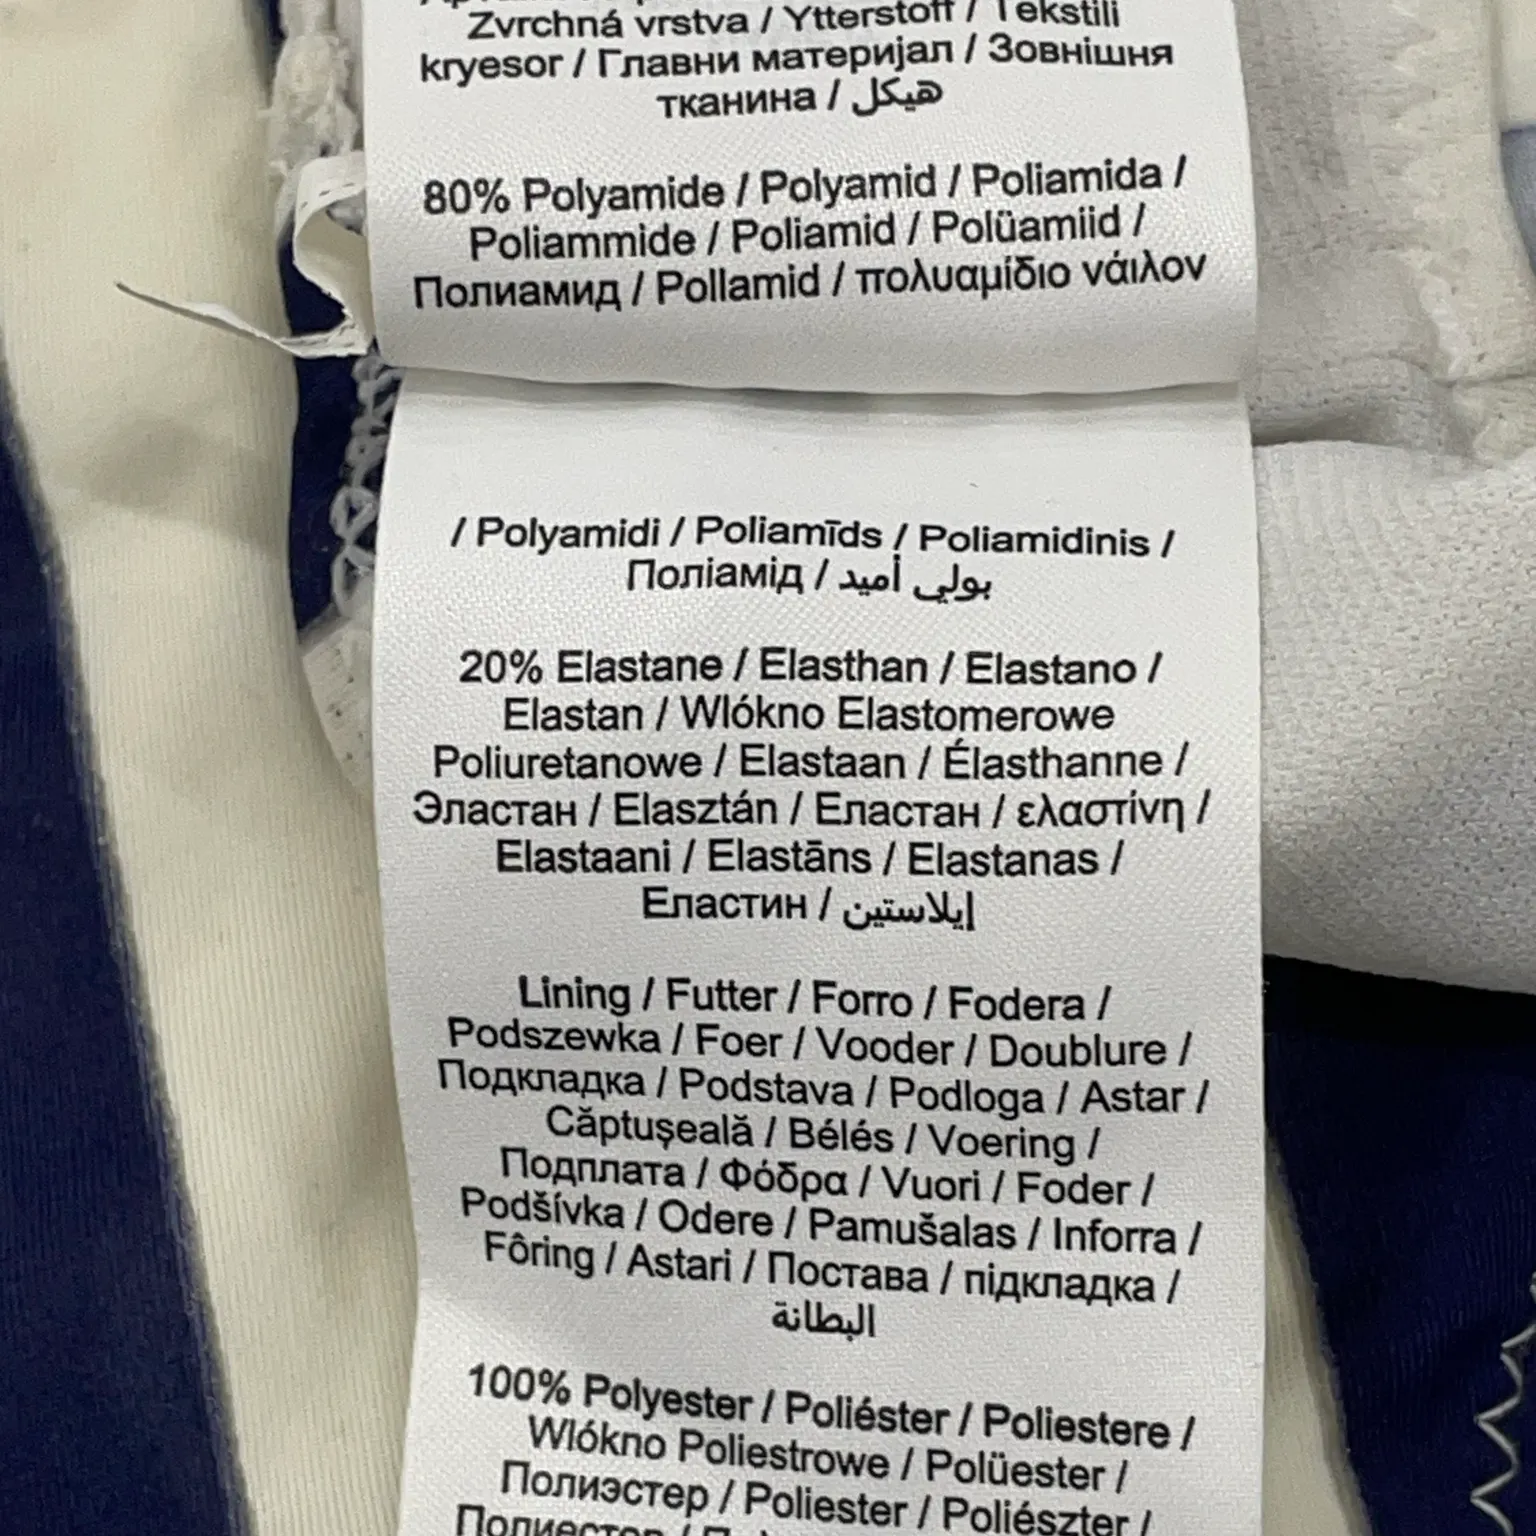 Zvrchná vrstva / Ytterstoff / Tekstili
kryesor / Главни материјал / Зовнішня
тканина / هيكل
80% Polyamide / Polyamid / Poliamida /
Poliammide / Poliamid / Polüamiid /
Полиамид / Pollamid / πολυαμίδιο νάιλον
/ Polyamidi / Poliamīds / Poliamidinis /
Поліамід / بولي أميد
20% Elastane / Elasthan / Elastano /
Elastan / Wlókno Elastomerowe
Poliuretanowe / Elastaan / Élasthanne /
Эластан / Elasztán / Еластан / ελαστίνη /
Elastaani / Elastāns / Elastanas /
Еластин / إيلاستين
Lining / Futter / Forro / Fodera /
Podszewka / Foer / Vooder / Doublure /
Подкладка / Podstava / Podloga / Astar /
Căptușeală / Bélés / Voering /
Подплата / Φόδρα / Vuori / Foder /
Podšívka / Odere / Pamušalas / Inforra /
Fôring / Astari / Постава / підкладка /
البطانة
100% Polyester / Poliéster / Poliestere /
Wlókno Poliestrowe / Polüester /
Полиэстер / Poliester / Poliészter /